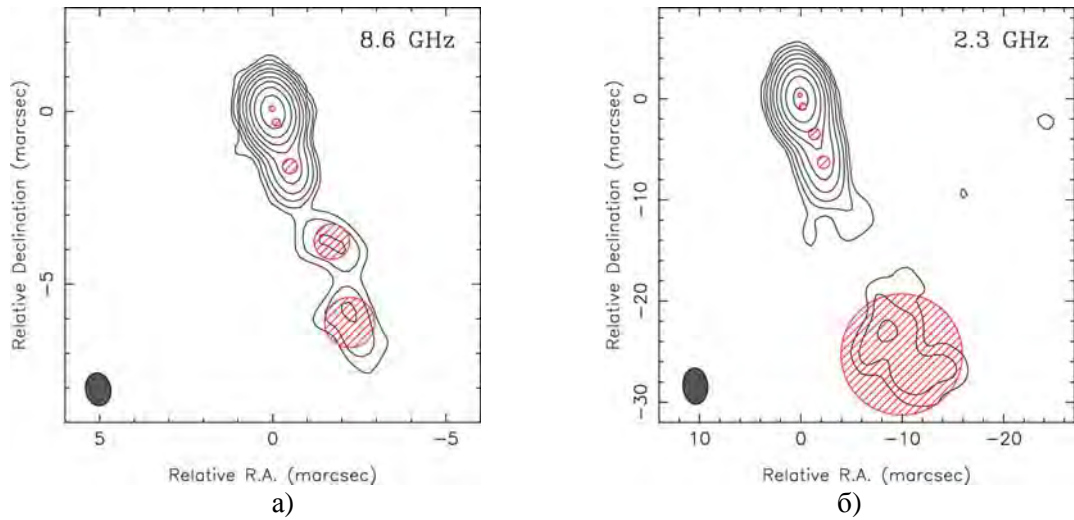 8.6 GHz
Relative Declination (marcsec)
0
−5
5
0
−5
Relative R.A. (marcsec)
а)
2.3 GHz
Relative Declination (marcsec)
0
−10
−20
−30
10
0
−10
−20
Relative R.A. (marcsec)
б)